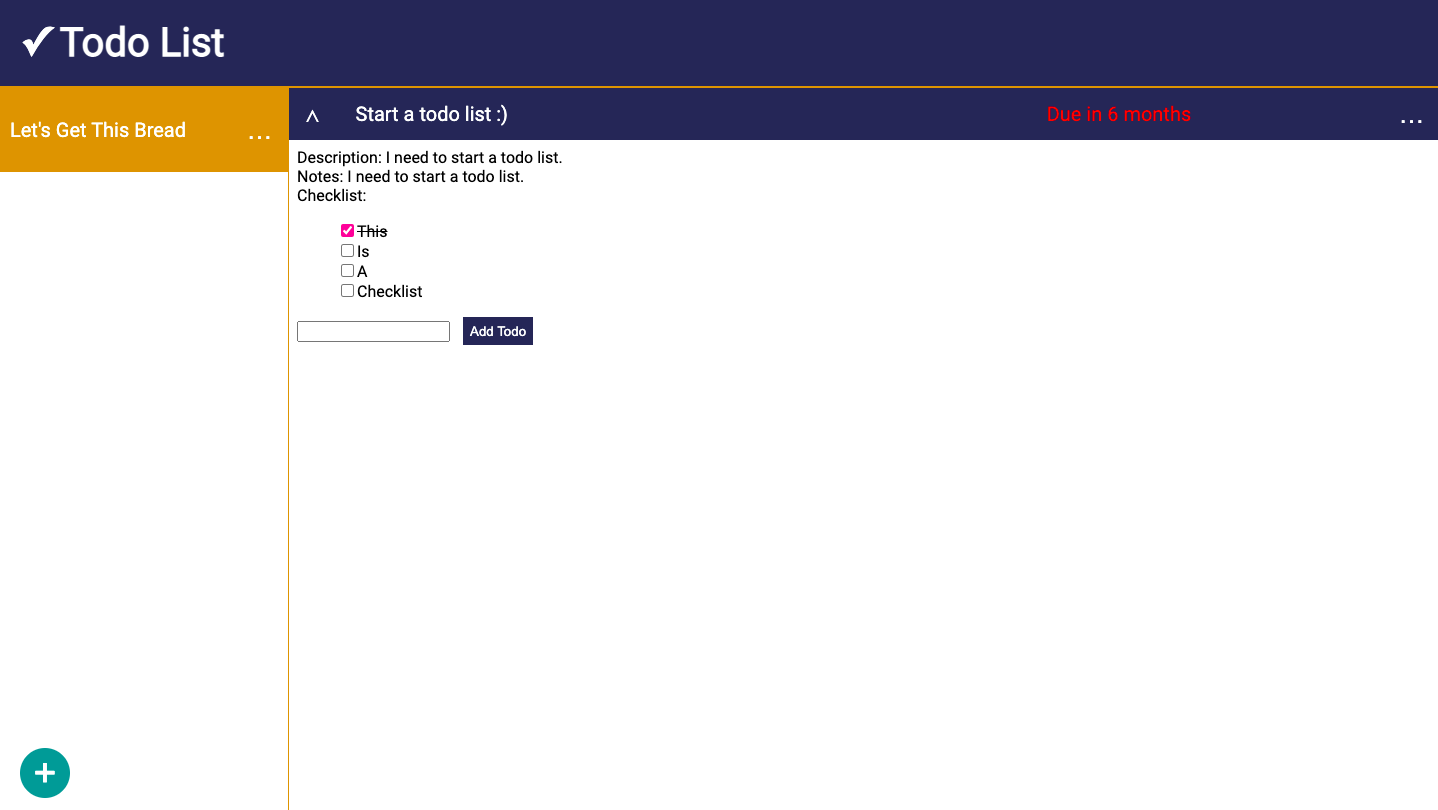 ✓Todo List
Let's Get This Bread ...
^ Start a todo list :) Due in 6 months ...
Description: I need to start a todo list.
Notes: I need to start a todo list.
Checklist:
This
Is
A
Checklist
Add Todo
+